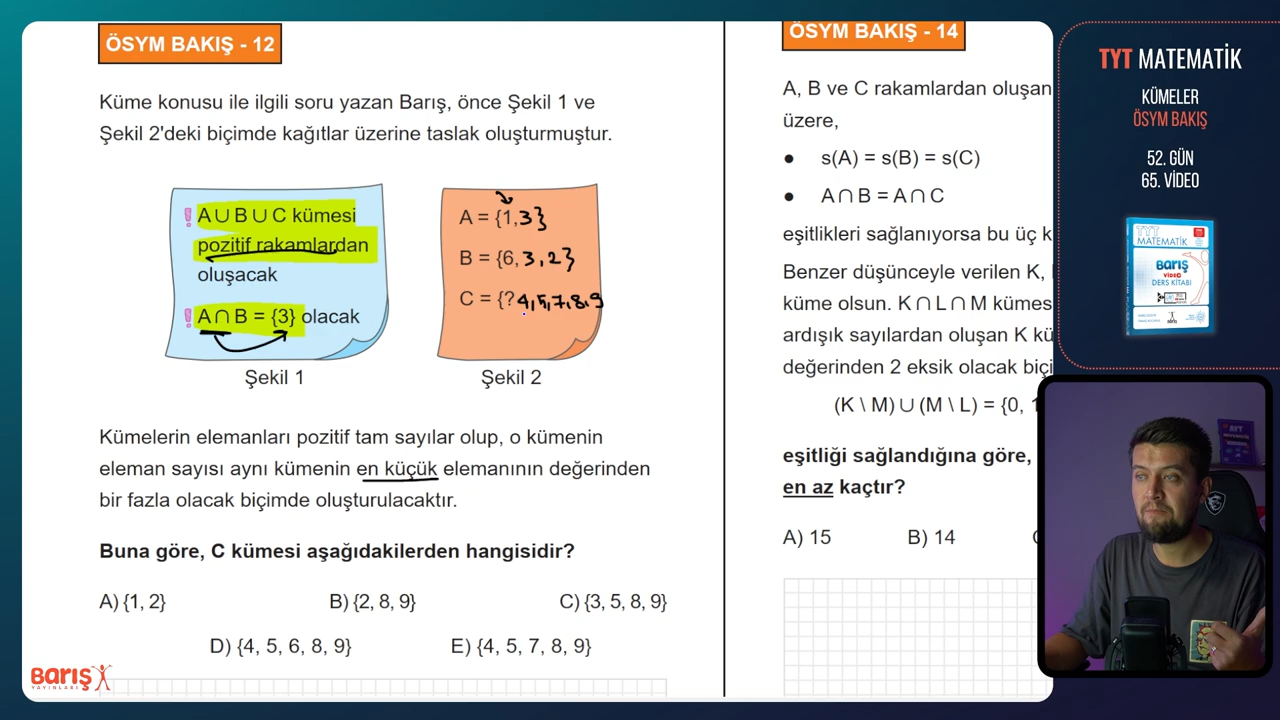 ÖSYM BAKIŞ - 12
Küme konusu ile ilgili soru yazan Barış, önce Şekil 1 ve
Şekil 2'deki biçimde kağıtlar üzerine taslak oluşturmuştur.
! A ∪ B ∪ C kümesi
pozitif rakamlardan
oluşacak
! A ∩ B = {3} olacak
Şekil 1
A = {1,3}
B = {6,3,2}
C = {?4,5,7,8,9
Şekil 2
Kümelerin elemanları pozitif tam sayılar olup, o kümenin
eleman sayısı aynı kümenin en küçük elemanının değerinden
bir fazla olacak biçimde oluşturulacaktır.
Buna göre, C kümesi aşağıdakilerden hangisidir?
A) {1, 2}
B) {2, 8, 9}
C) {3, 5, 8, 9}
D) {4, 5, 6, 8, 9}
E) {4, 5, 7, 8, 9}
BARIŞ
YAYINLARI
ÖSYM BAKIŞ - 14
A, B ve C rakamlardan oluşan
üzere,
● s(A) = s(B) = s(C)
● A ∩ B = A ∩ C
eşitlikleri sağlanıyorsa bu üç k
Benzer düşünceyle verilen K,
küme olsun. K ∩ L ∩ M kümes
ardışık sayılardan oluşan K kü
değerinden 2 eksik olacak biçi
(K \ M) ∪ (M \ L) = {0, 1
eşitliği sağlandığına göre,
en az kaçtır?
A) 15
B) 14
TYT MATEMATİK
KÜMELER
ÖSYM BAKIŞ
52. GÜN
65. VİDEO
TYT
MATEMATİK
BARIŞ
VİDEO
DERS KİTABI